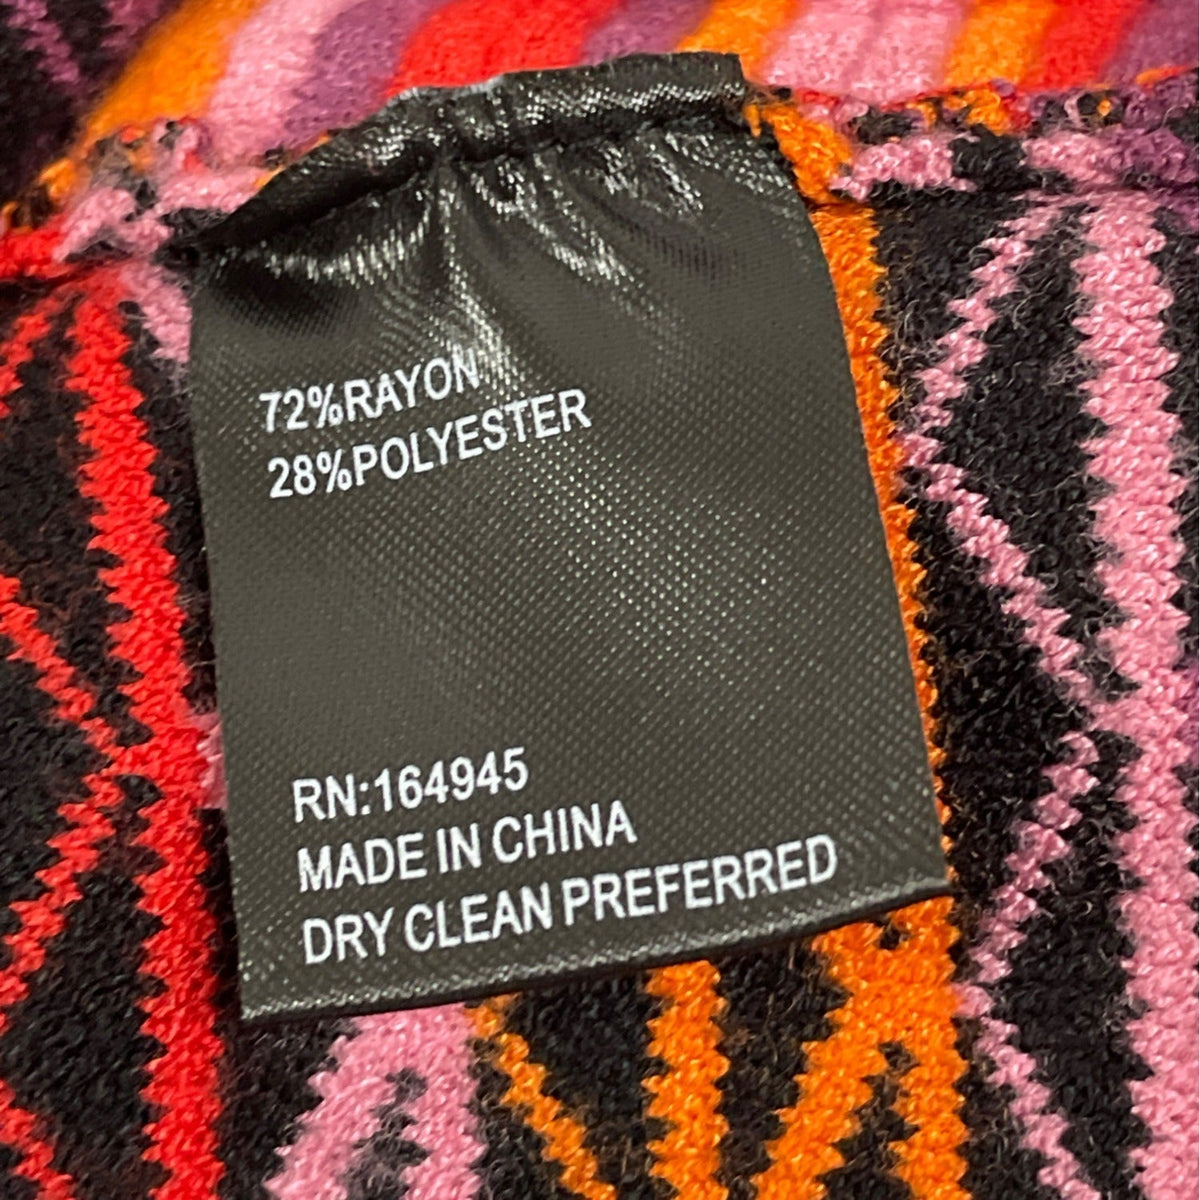 72%RAYON
28%POLYESTER
RN:164945
MADE IN CHINA
DRY CLEAN PREFERRED